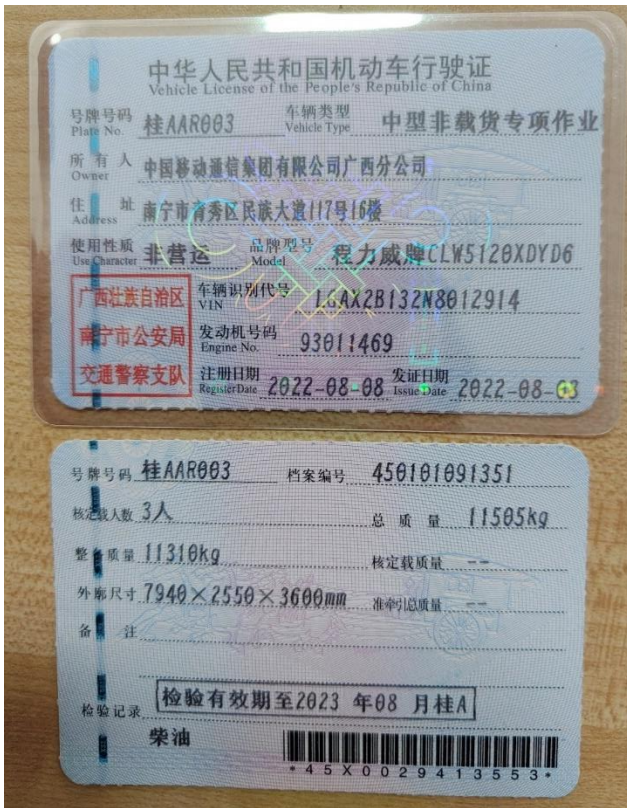 中华人民共和国机动车行驶证
Vehicle License of the People's Republic of China
号牌号码 桂AAR003 车辆类型 中型非载货专项作业
Plate No. Vehicle Type
所有人 中国移动通信集团有限公司广西分公司
Owner
住址 南宁市青秀区民族大道117号16楼
Address
使用性质 非营运 品牌型号 程力威牌CLW5120XDYD6
Use Character Model
广西壮族自治区
南宁市公安局
交通警察支队
车辆识别代号 LGAX2B132N8012914
VIN
发动机号码 93011469
Engine No.
注册日期 2022-08-08 发证日期 2022-08-08
Register Date Issue Date
号牌号码 桂AAR003 档案编号 450101091351
核定载人数 3人 总质量 11505kg
整备质量 11310kg 核定载质量 --
外廓尺寸 7940×2550×3600mm 准牵引总质量 --
备注
检验记录 检验有效期至2023 年08 月桂A
柴油
*45X0029413553*